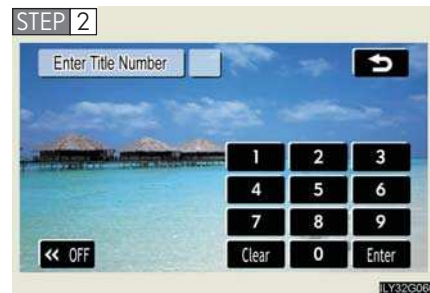 STEP 2
Enter Title Number
1 2 3
4 5 6
7 8 9
« OFF Clear 0 Enter
ILY32G06